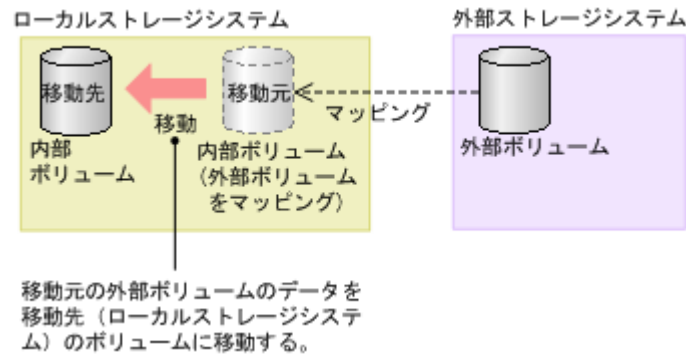 ローカルストレージシステム
外部ストレージシステム
移動先
移動元
移動
マッピング
内部
ボリューム
内部ボリューム
（外部ボリューム
をマッピング）
外部ボリューム
移動元の外部ボリュームのデータを
移動先（ローカルストレージシステ
ム）のボリュームに移動する。